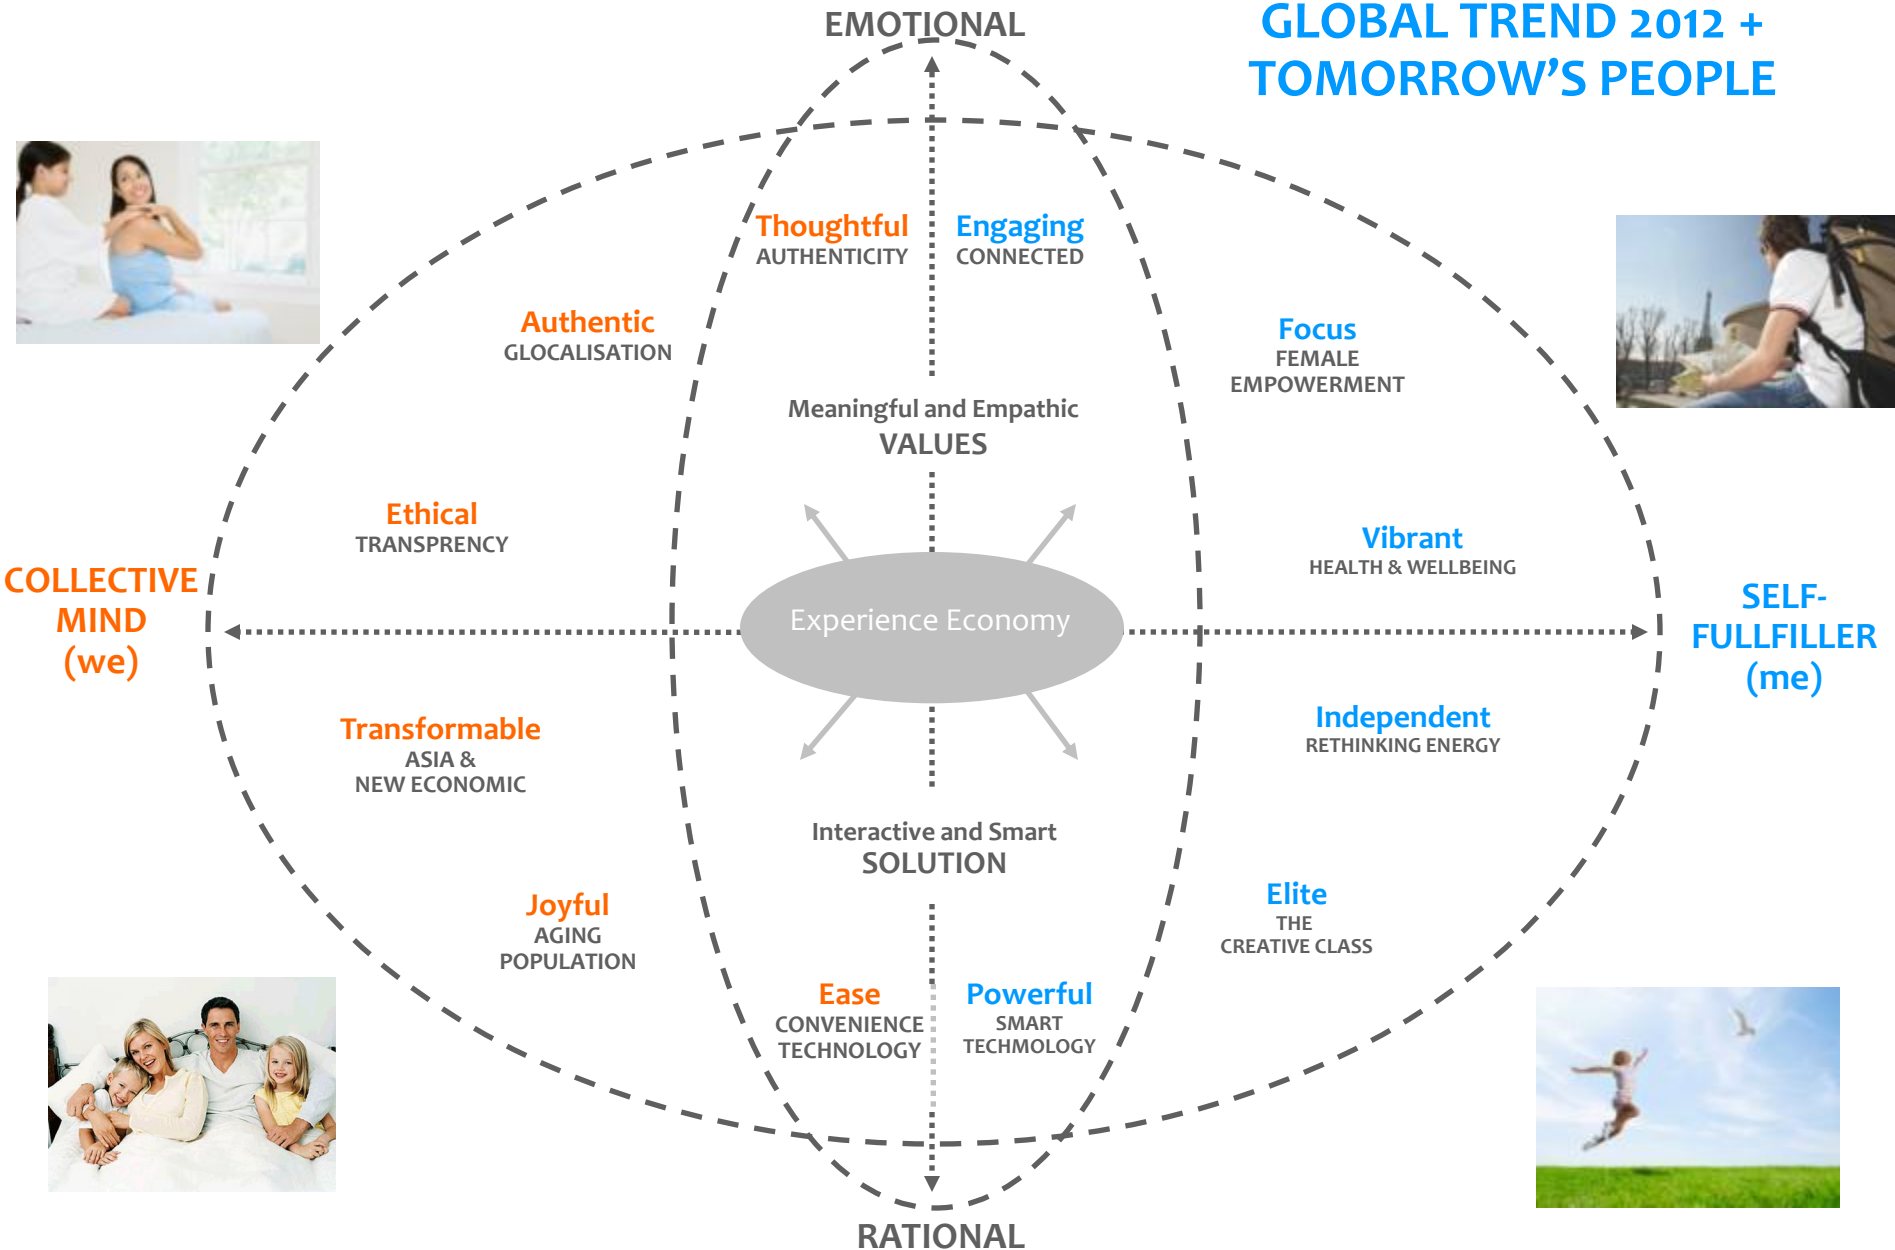 EMOTIONAL
GLOBAL TREND 2012 +
TOMORROW'S PEOPLE
Thoughtful
AUTHENTICITY
Engaging
CONNECTED
Authentic
GLOCALISATION
Focus
FEMALE
EMPOWERMENT
Meaningful and Empathic
VALUES
Ethical
TRANSPRENCY
Vibrant
HEALTH & WELLBEING
COLLECTIVE
MIND
(we)
Experience Economy
SELF-
FULLFILLER
(me)
Transformable
ASIA &
NEW ECONOMIC
Independent
RETHINKING ENERGY
Interactive and Smart
SOLUTION
Joyful
AGING
POPULATION
Elite
THE
CREATIVE CLASS
Ease
CONVENIENCE
TECHNOLOGY
Powerful
SMART
TECHMOLOGY
RATIONAL